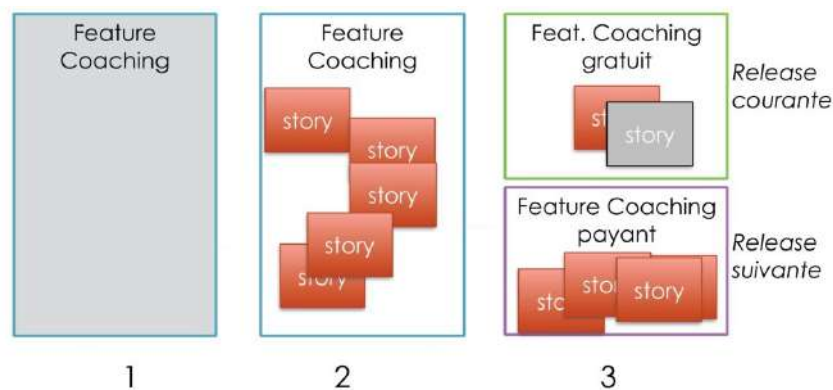 Feature
Coaching
1
Feature
Coaching
story
story
story
story
story
2
Feat. Coaching
gratuit
story
Release
courante
Feature Coaching
payant
story
Release
suivante
3